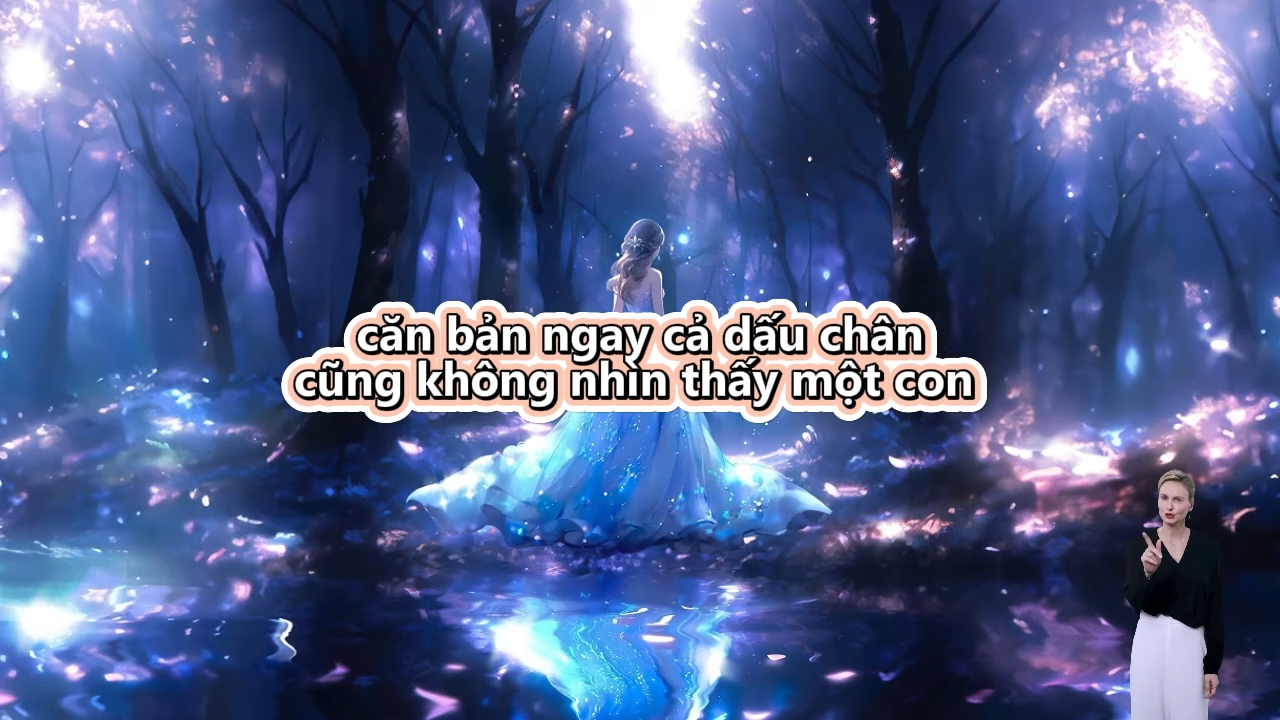 căn bản ngay cả dấu chân
cũng không nhìn thấy một con